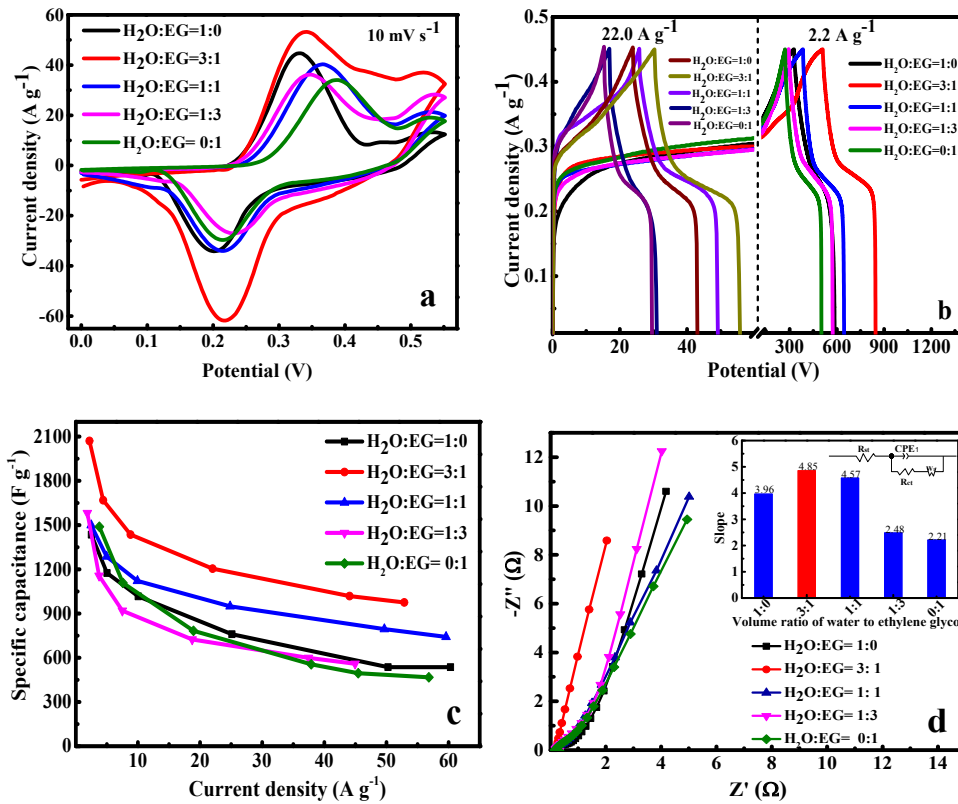 60
40
20
0
-20
-40
-60
Current density (A g-1)
H2O:EG=1:0
H2O:EG=3:1
H2O:EG=1:1
H2O:EG=1:3
H2O:EG= 0:1
10 mV s-1
a
0.0 0.1 0.2 0.3 0.4 0.5
Potential (V)
0.5
0.4
0.3
0.2
0.1
Current density (A g-1)
22.0 A g-1
2.2 A g-1
H2O:EG=1:0
H2O:EG=3:1
H2O:EG=1:1
H2O:EG=1:3
H2O:EG=0:1
H2O:EG=1:0
H2O:EG=3:1
H2O:EG=1:1
H2O:EG=1:3
H2O:EG=0:1
b
0 20 40 300 600 900 1200
Potential (V)
2100
1800
1500
1200
900
600
300
0
Specific capacitance (F g-1)
H2O:EG=1:0
H2O:EG=3:1
H2O:EG=1:1
H2O:EG=1:3
H2O:EG= 0:1
c
0 10 20 30 40 50 60
Current density (A g-1)
12
10
8
6
4
2
0
-Z" (Ω)
6
4
2
0
Slope
3.96
4.85
4.57
2.48
2.21
Rst
CPE1
Rct
1:0 3:1 1:1 1:3 0:1
Volume ratio of water to ethylene glyco
H2O:EG= 1:0
H2O:EG= 3: 1
H2O:EG= 1: 1
H2O:EG= 1:3
H2O:EG= 0:1
d
0 2 4 6 8 10 12 14
Z' (Ω)